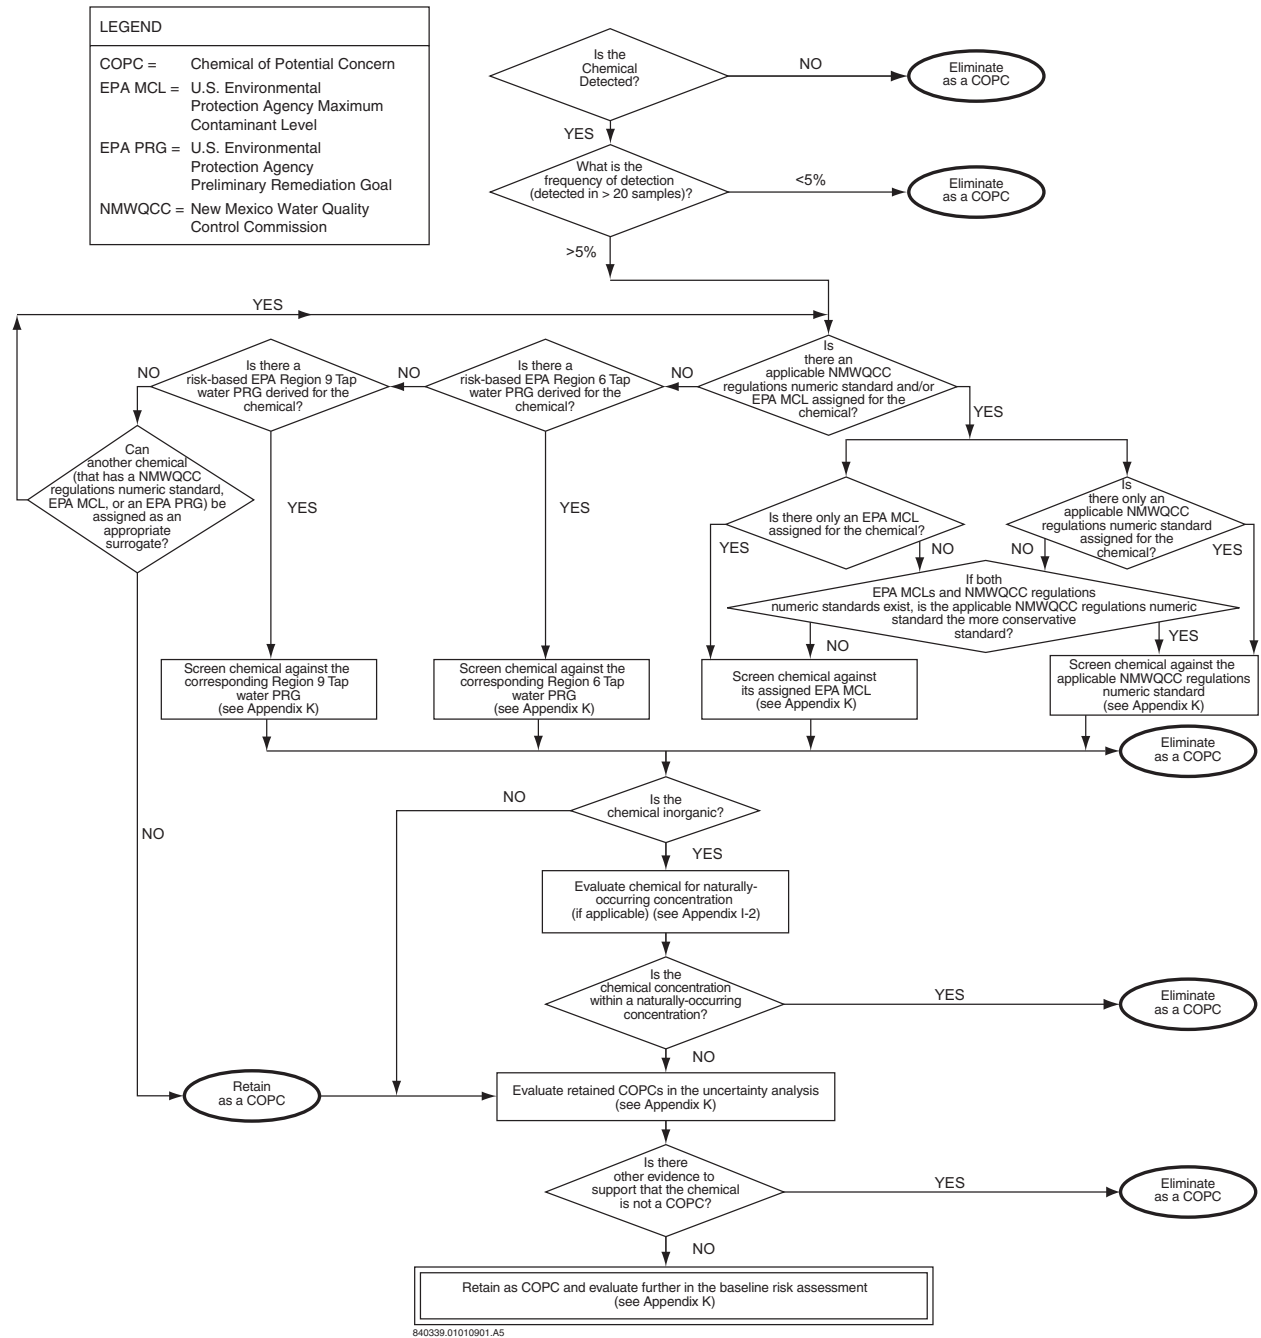 LEGEND
COPC = Chemical of Potential Concern
EPA MCL = U.S. Environmental
Protection Agency Maximum
Contaminant Level
EPA PRG = U.S. Environmental
Protection Agency
Preliminary Remediation Goal
NMWQCC = New Mexico Water Quality
Control Commission
Is the
Chemical
Detected?
NO
Eliminate
as a COPC
YES
What is the
frequency of detection
(detected in > 20 samples)?
<5%
Eliminate
as a COPC
>5%
YES
Is
there an
applicable NMWQCC
regulations numeric standard and/or
EPA MCL assigned for the
chemical?
NO
Is there a
risk-based EPA Region 6 Tap
water PRG derived for the
chemical?
NO
Is there a
risk-based EPA Region 9 Tap
water PRG derived for the
chemical?
NO
YES
Can
another chemical
(that has a NMWQCC
regulations numeric standard,
EPA MCL, or an EPA PRG) be
assigned as an
appropriate
surrogate?
YES
YES
Is there only an EPA MCL
assigned for the chemical?
YES
NO
Is
there only an
applicable NMWQCC
regulations numeric standard
assigned for the
chemical?
NO
YES
If both
EPA MCLs and NMWQCC regulations
numeric standards exist, is the applicable NMWQCC regulations numeric
standard the more conservative
standard?
NO
YES
Screen chemical against the
corresponding Region 9 Tap
water PRG
(see Appendix K)
Screen chemical against the
corresponding Region 6 Tap
water PRG
(see Appendix K)
Screen chemical against
its assigned EPA MCL
(see Appendix K)
Screen chemical against the
applicable NMWQCC regulations
numeric standard
(see Appendix K)
Eliminate
as a COPC
Is the
chemical inorganic?
NO
YES
NO
Evaluate chemical for naturally-
occurring concentration
(if applicable) (see Appendix I-2)
Is the
chemical concentration
within a naturally-occurring
concentration?
YES
Eliminate
as a COPC
NO
Retain
as a COPC
Evaluate retained COPCs in the uncertainty analysis
(see Appendix K)
Is there
other evidence to
support that the chemical
is not a COPC?
YES
Eliminate
as a COPC
NO
Retain as COPC and evaluate further in the baseline risk assessment
(see Appendix K)
840339.01010901.A5